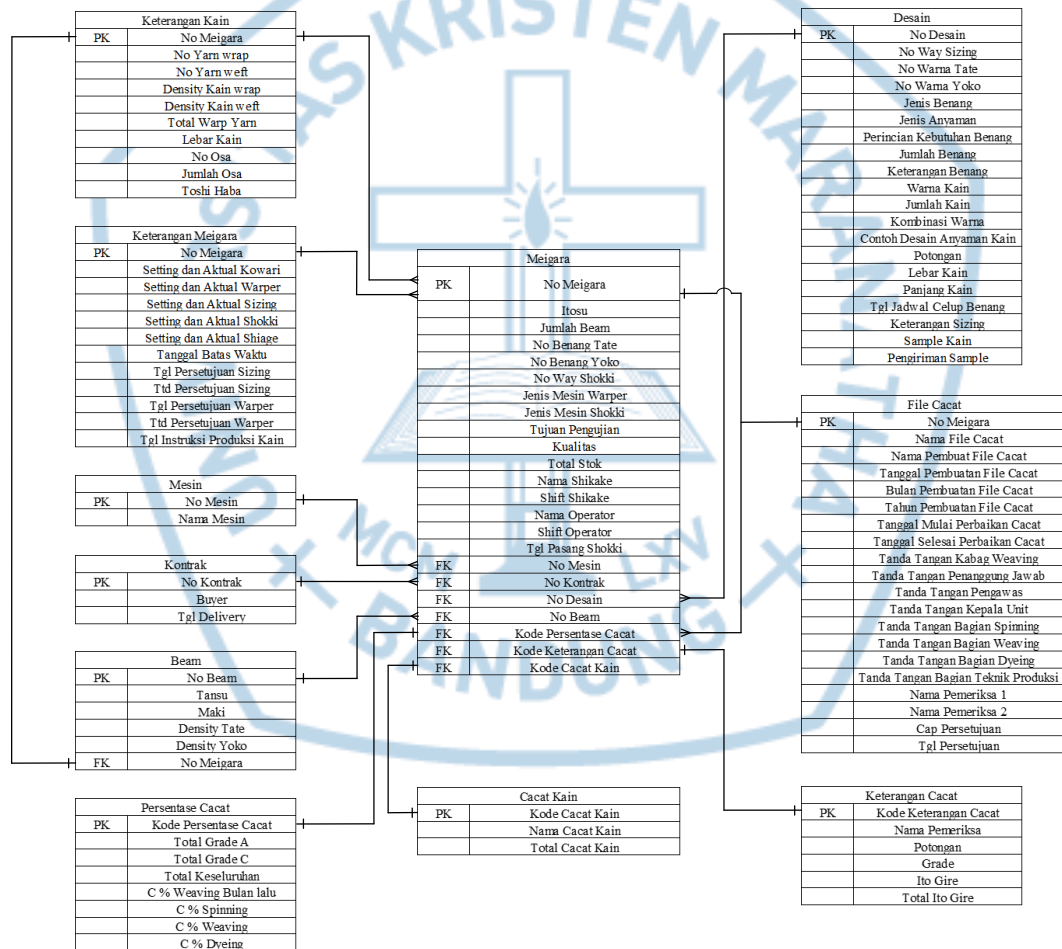 Keterangan Kain
PK No Meigara
No Yarn wrap
No Yarn weft
Density Kain wrap
Density Kain weft
Total Warp Yarn
Lebar Kain
No Osa
Jumlah Osa
Toshi Haba
Keterangan Meigara
PK No Meigara
Setting dan Aktual Kowari
Setting dan Aktual Warper
Setting dan Aktual Sizing
Setting dan Aktual Shokki
Setting dan Aktual Shiage
Tanggal Batas Waktu
Tgl Persetujuan Sizing
Ttd Persetujuan Sizing
Tgl Persetujuan Warper
Ttd Persetujuan Warper
Tgl Instruksi Produksi Kain
Mesin
PK No Mesin
Nama Mesin
Kontrak
PK No Kontrak
Buyer
Tgl Delivery
Beam
PK No Beam
Tansu
Maki
Density Tate
Density Yoko
FK No Meigara
Persentase Cacat
PK Kode Persentase Cacat
Total Grade A
Total Grade C
Total Keseluruhan
C % Weaving Bulan lalu
C % Spinning
C % Weaving
C % Dyeing
Meigara
PK No Meigara
Itosu
Jumlah Beam
No Benang Tate
No Benang Yoko
No Way Shokki
Jenis Mesin Warper
Jenis Mesin Shokki
Tujuan Pengujian
Kualitas
Total Stok
Nama Shikake
Shift Shikake
Nama Operator
Shift Operator
Tgl Pasang Shokki
FK No Mesin
FK No Kontrak
FK No Desain
FK No Beam
FK Kode Persentase Cacat
FK Kode Keterangan Cacat
FK Kode Cacat Kain
Cacat Kain
PK Kode Cacat Kain
Nama Cacat Kain
Total Cacat Kain
Desain
PK No Desain
No Way Sizing
No Warna Tate
No Warna Yoko
Jenis Benang
Jenis Anyaman
Perincian Kebutuhan Benang
Jumlah Benang
Keterangan Benang
Warna Kain
Jumlah Kain
Kombinasi Warna
Contoh Desain Anyaman Kain
Potongan
Lebar Kain
Panjang Kain
Tgl Jadwal Celup Benang
Keterangan Sizing
Sample Kain
Pengiriman Sample
File Cacat
PK No Meigara
Nama File Cacat
Nama Pembuat File Cacat
Tanggal Pembuatan File Cacat
Bulan Pembuatan File Cacat
Tahun Pembuatan File Cacat
Tanggal Mulai Perbaikan Cacat
Tanggal Selesai Perbaikan Cacat
Tanda Tangan Kabag Weaving
Tanda Tangan Penanggung Jawab
Tanda Tangan Pengawas
Tanda Tangan Kepala Unit
Tanda Tangan Bagian Spinning
Tanda Tangan Bagian Weaving
Tanda Tangan Bagian Dyeing
Tanda Tangan Bagian Teknik Produksi
Nama Pemeriksa 1
Nama Pemeriksa 2
Cap Persetujuan
Tgl Persetujuan
Keterangan Cacat
PK Kode Keterangan Cacat
Nama Pemeriksa
Potongan
Grade
Ito Gire
Total Ito Gire
KRISTEN MARANATHA
BANDUNG
MCM LXV